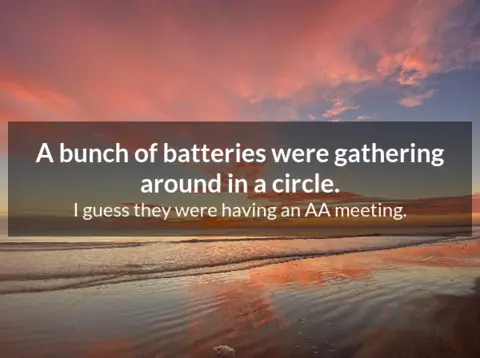 A bunch of batteries were gathering
around in a circle.
I guess they were having an AA meeting.